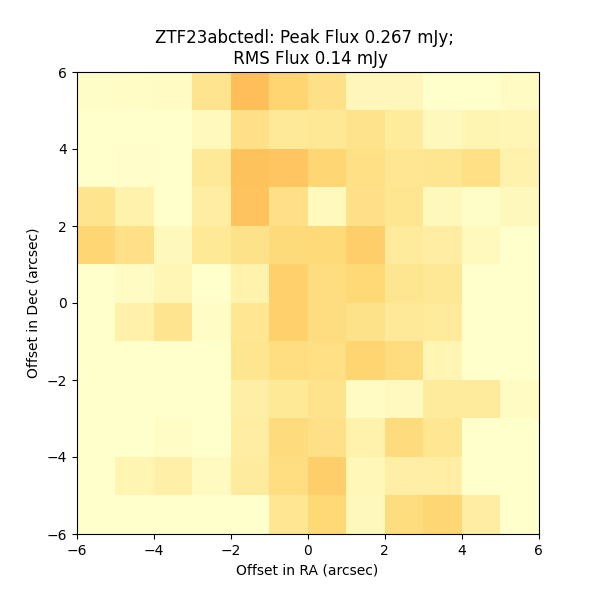 ZTF23abctedl: Peak Flux 0.267 mJy;
RMS Flux 0.14 mJy
6
4
2
0
−2
−4
−6
Offset in Dec (arcsec)
−6 −4 −2 0 2 4 6
Offset in RA (arcsec)